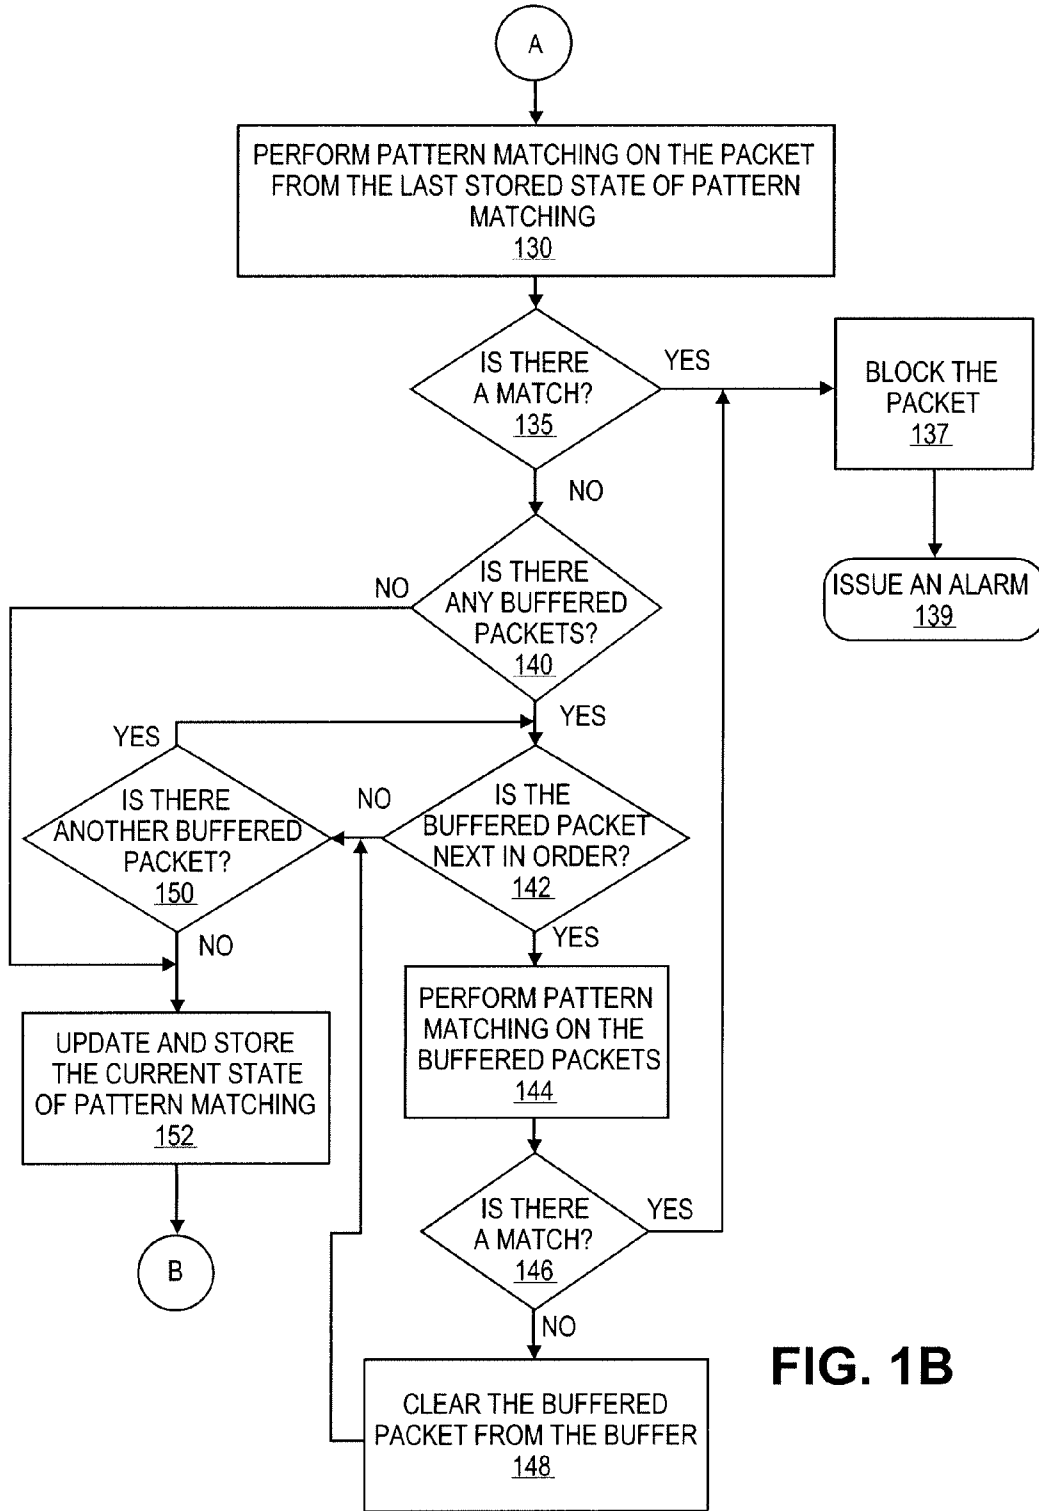 A
PERFORM PATTERN MATCHING ON THE PACKET
FROM THE LAST STORED STATE OF PATTERN
MATCHING
130
IS THERE
A MATCH?
135
YES
NO
BLOCK THE
PACKET
137
ISSUE AN ALARM
139
IS THERE
ANY BUFFERED
PACKETS?
140
NO
YES
IS THE
BUFFERED PACKET
NEXT IN ORDER?
142
NO
YES
IS THERE
ANOTHER BUFFERED
PACKET?
150
YES
NO
UPDATE AND STORE
THE CURRENT STATE
OF PATTERN MATCHING
152
B
PERFORM PATTERN
MATCHING ON THE
BUFFERED PACKETS
144
IS THERE
A MATCH?
146
YES
NO
CLEAR THE BUFFERED
PACKET FROM THE BUFFER
148
FIG. 1B